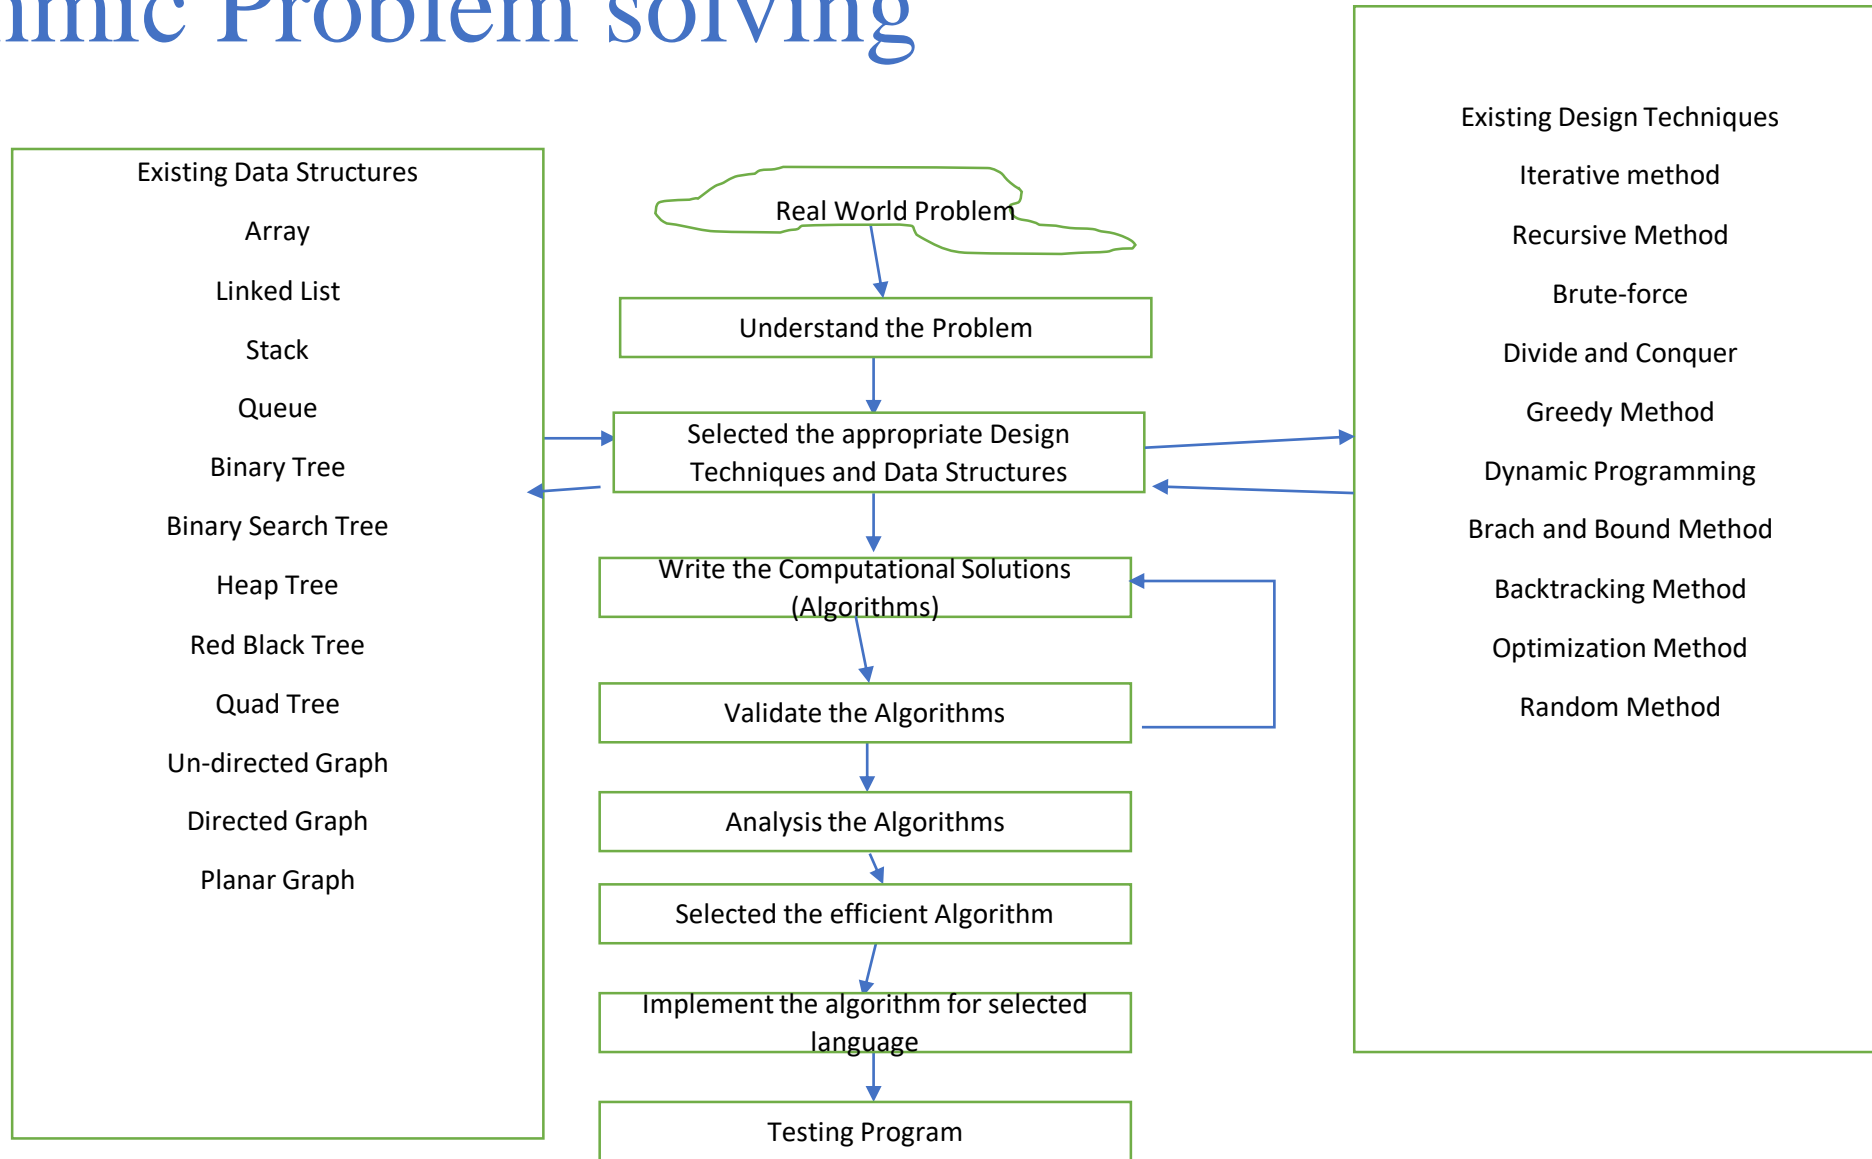 Problem solving
Existing Data Structures
Array
Linked List
Stack
Queue
Binary Tree
Binary Search Tree
Heap Tree
Red Black Tree
Quad Tree
Un-directed Graph
Directed Graph
Planar Graph
Real World Problem
Understand the Problem
Selected the appropriate Design
Techniques and Data Structures
Write the Computational Solutions
(Algorithms)
Validate the Algorithms
Analysis the Algorithms
Selected the efficient Algorithm
Implement the algorithm for selected
language
Testing Program
Existing Design Techniques
Iterative method
Recursive Method
Brute-force
Divide and Conquer
Greedy Method
Dynamic Programming
Brach and Bound Method
Backtracking Method
Optimization Method
Random Method